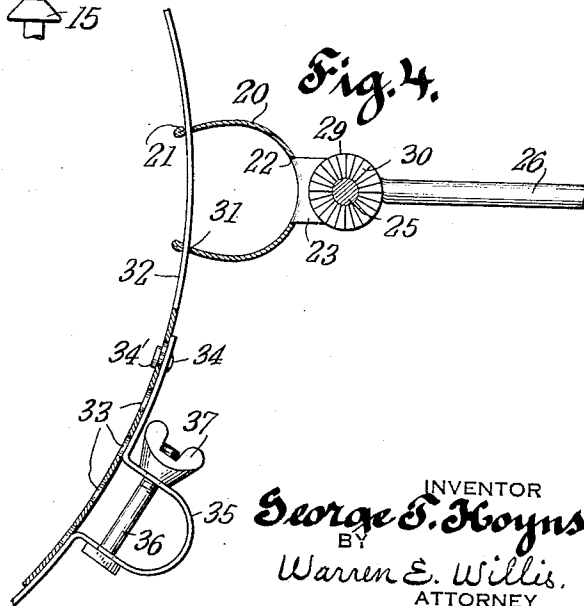 15
Fig. 4.
20
21
22
29
30
26
31
23
25
32
34'
34
33
37
35
36
INVENTOR
George T. Hoyns
BY
Warren E. Willis.
ATTORNEY